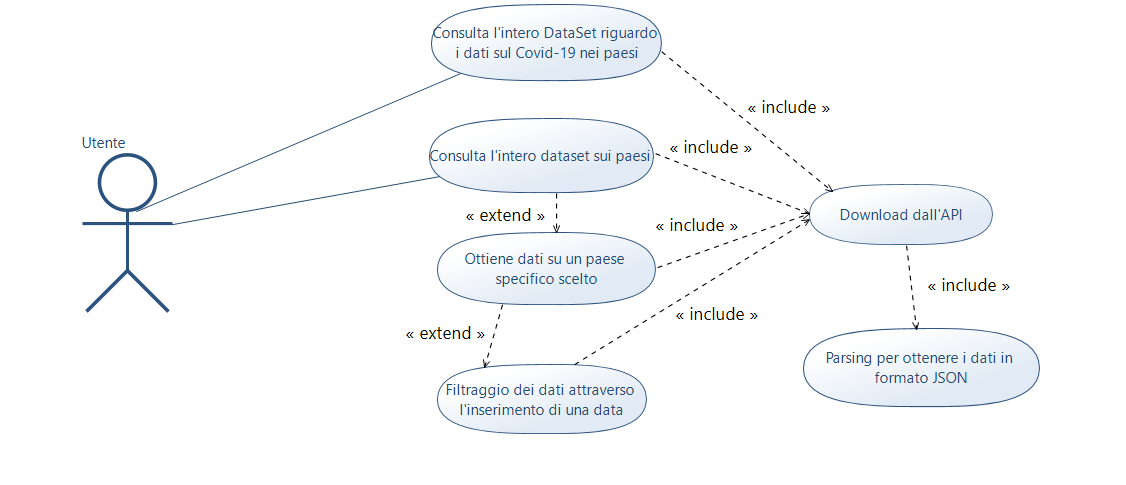 Consulta l'intero DataSet riguardo
i dati sul Covid-19 nei paesi
« include »
Utente
Consulta l'intero dataset sui paesi
« include »
« extend »
« include »
Download dall'API
Ottiene dati su un paese
specifico scelto
« include »
« include »
« extend »
Parsing per ottenere i dati in
formato JSON
Filtraggio dei dati attraverso
l'inserimento di una data